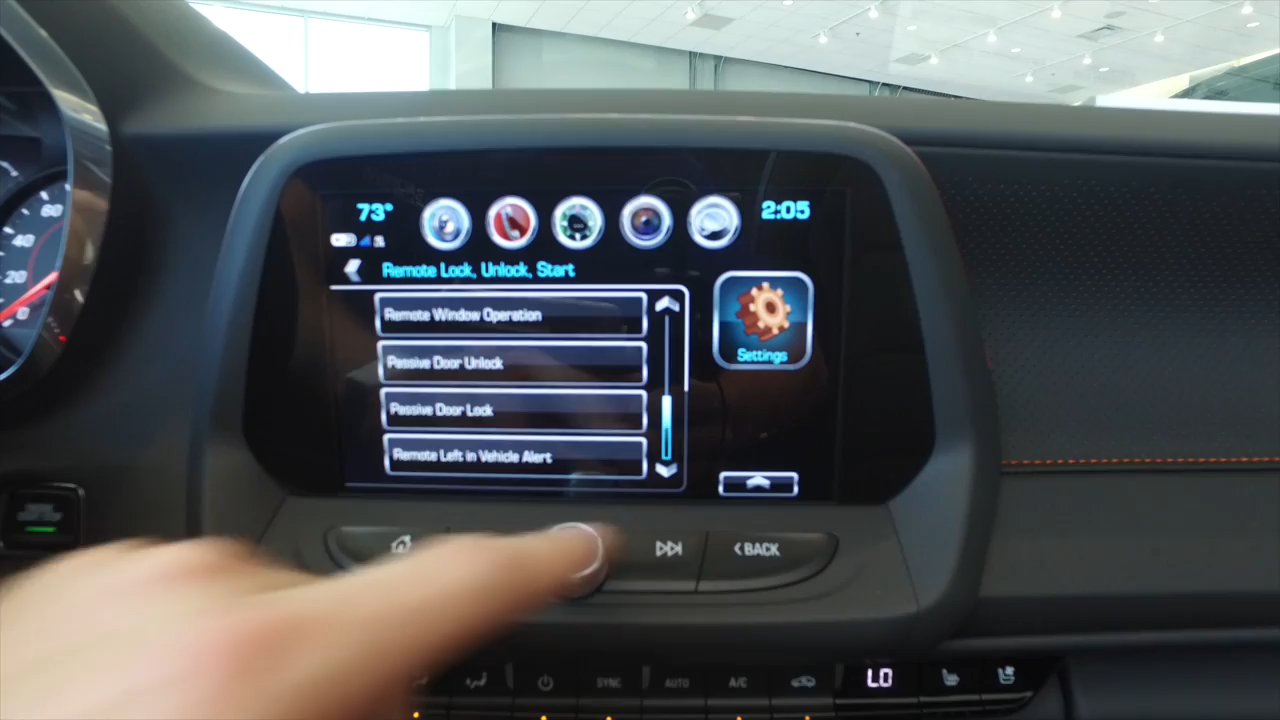 73°
2:05
Remote Lock, Unlock, Start
Remote Window Operation
Passive Door Unlock
Passive Door Lock
Remote Left in Vehicle Alert
Settings
60
40
20
0
BACK
SYNC
AUTO
A/C
LO